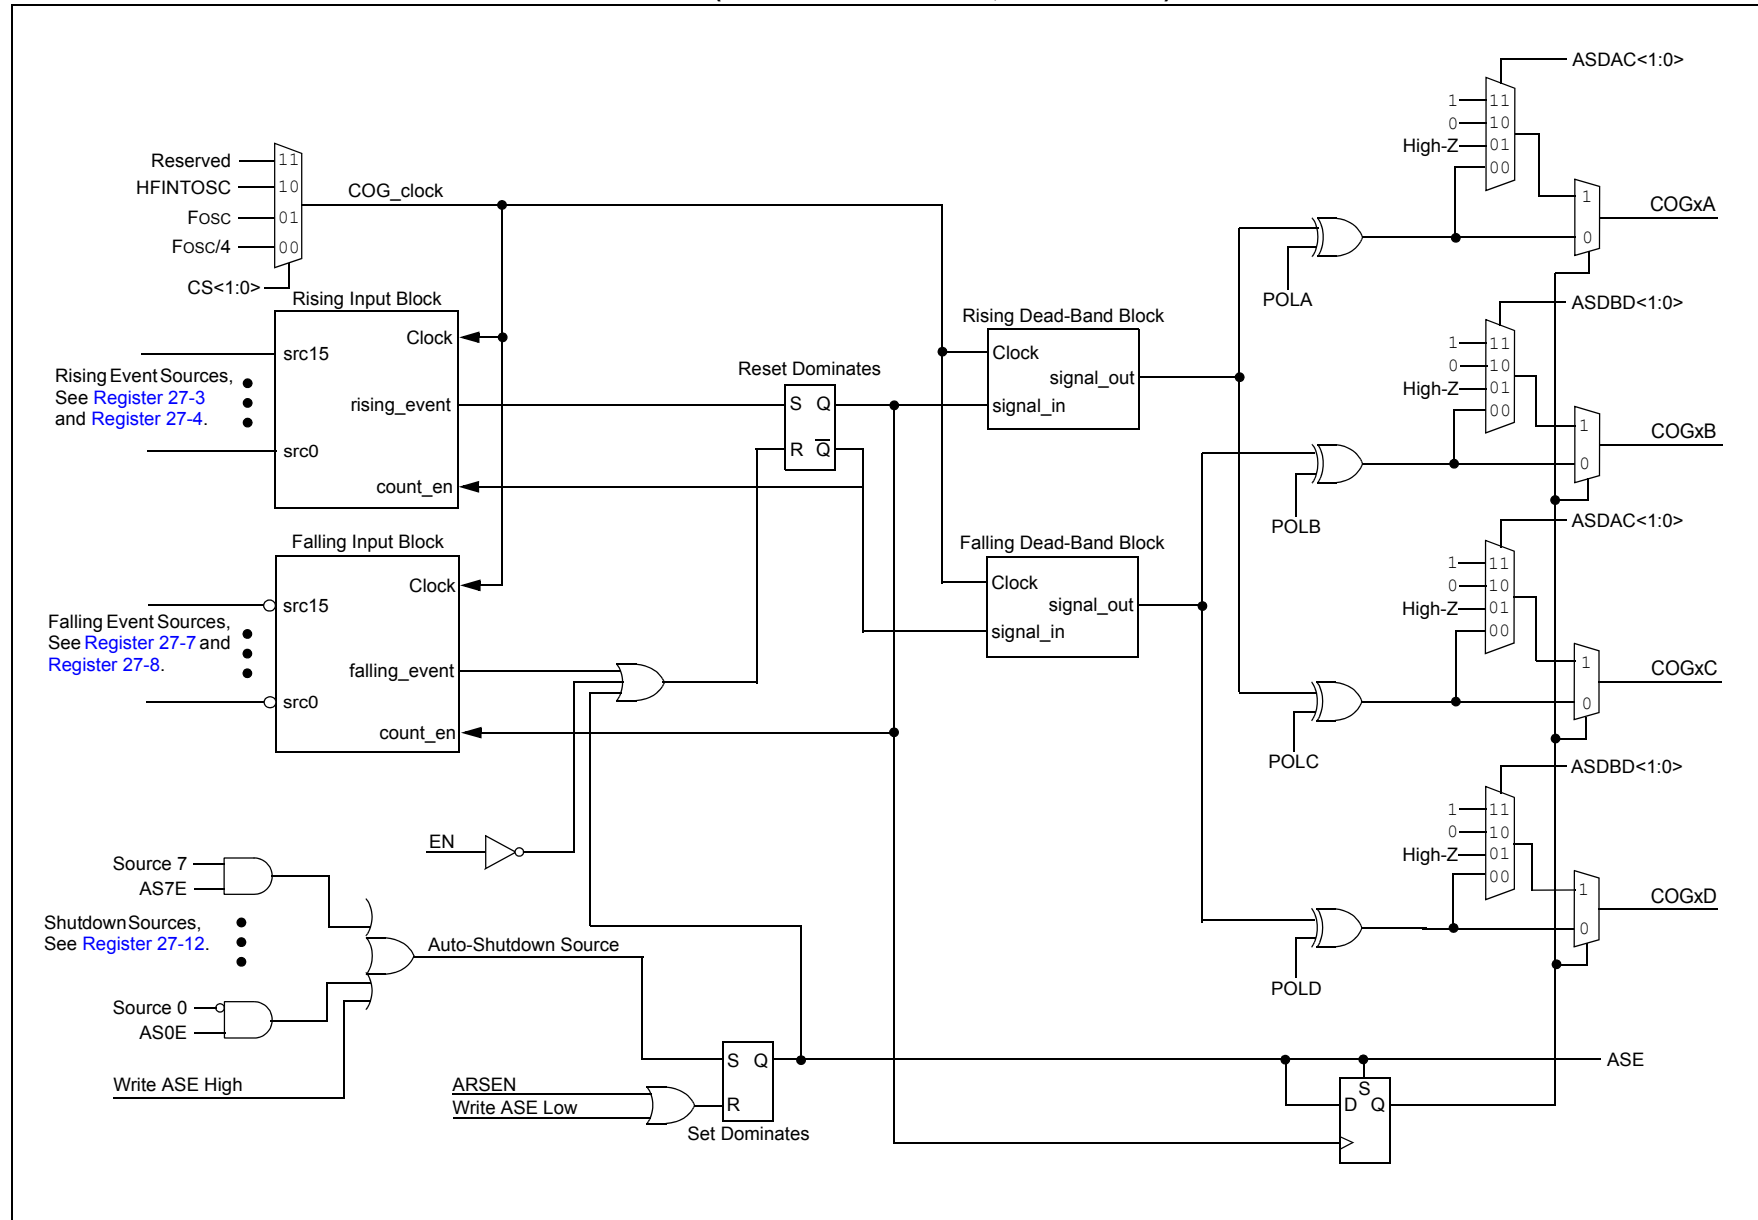 ASDAC<1:0>
1 11
0 10
High-Z 01
00
1
0
COGxA
POLA
Reserved 11
HFINTOSC 10
FOSC 01
FOSC/4 00
CS<1:0>
COG_clock
Rising Input Block
Clock
src15
Rising Event Sources,
See Register 27-3
and Register 27-4.
rising_event
src0
count_en
Reset Dominates
S Q
R Q
Rising Dead-Band Block
Clock
signal_out
signal_in
ASDBD<1:0>
1 11
0 10
High-Z 01
00
1
0
COGxB
POLB
Falling Input Block
Clock
src15
Falling Event Sources,
See Register 27-7 and
Register 27-8.
falling_event
src0
count_en
Falling Dead-Band Block
Clock
signal_out
signal_in
ASDAC<1:0>
1 11
0 10
High-Z 01
00
1
0
COGxC
POLC
EN
Source 7
AS7E
Shutdown Sources,
See Register 27-12.
Auto-Shutdown Source
Source 0
AS0E
Write ASE High
ASDBD<1:0>
1 11
0 10
High-Z 01
00
1
0
COGxD
POLD
S Q
R
ARSEN
Write ASE Low
Set Dominates
ASE
S
D Q